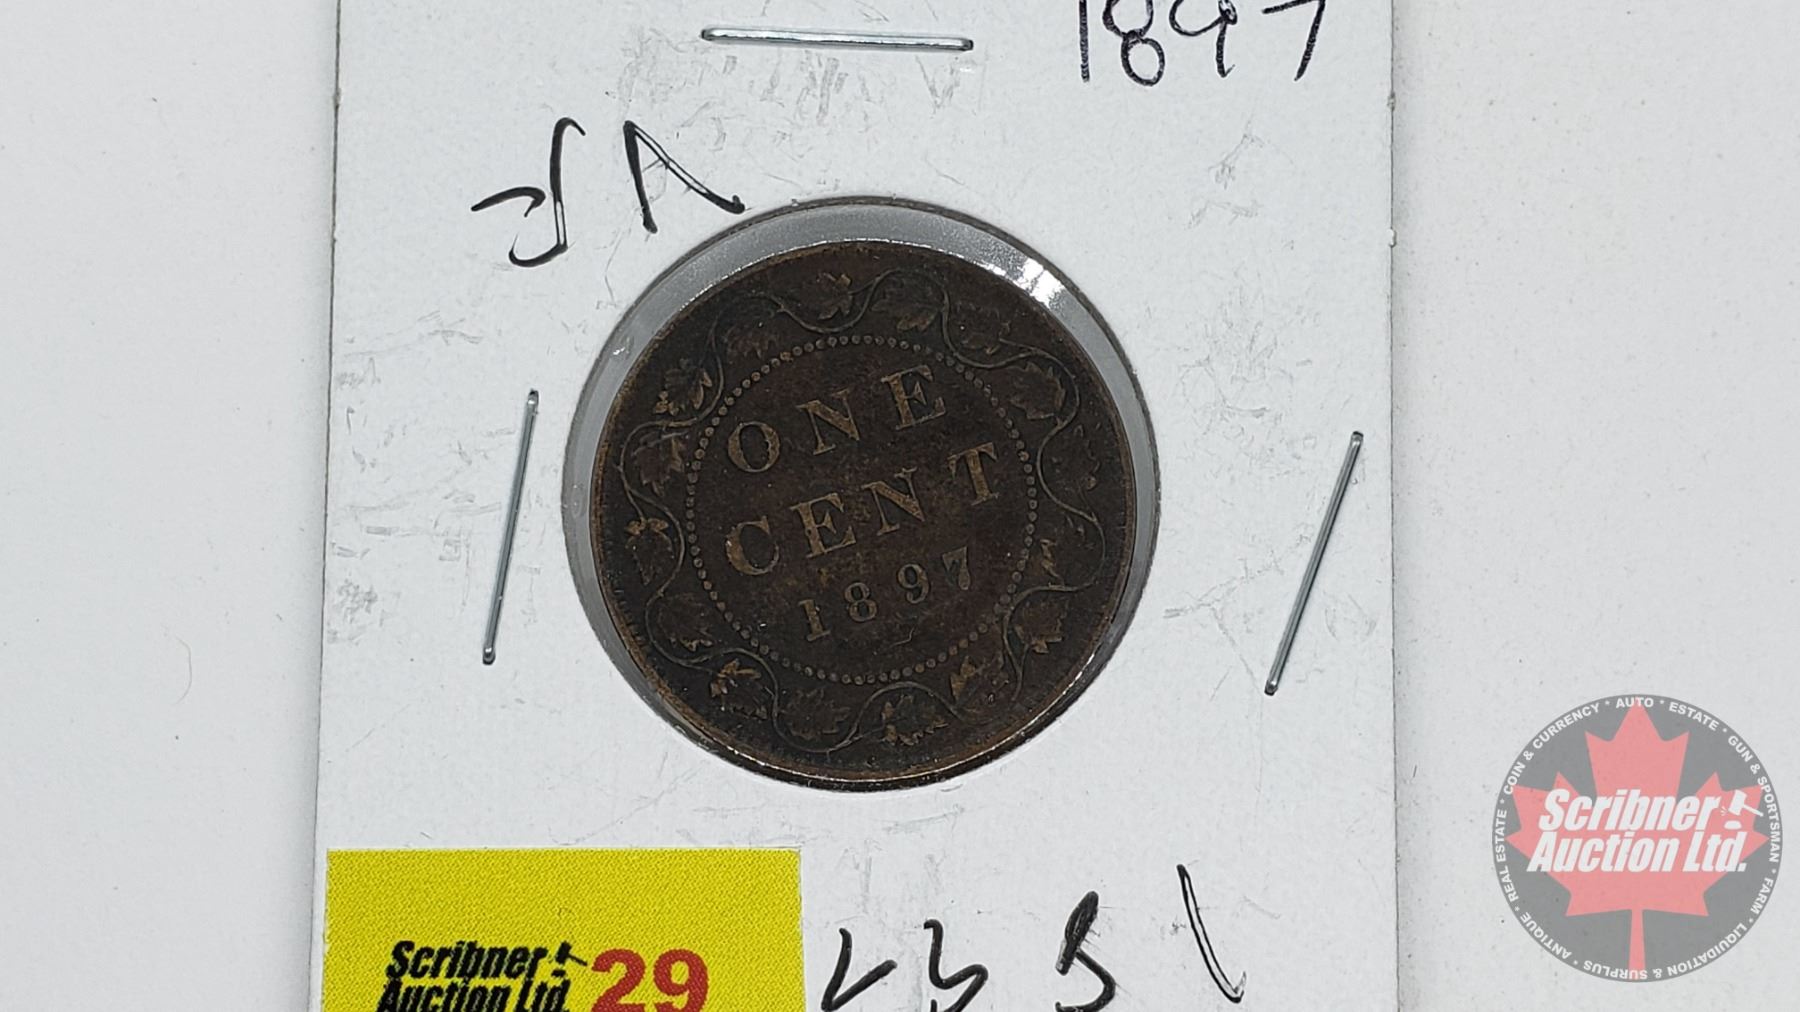 1897
ONE
CENT
1897
Scribner
Auction Ltd.
29
COIN & CURRENCY * AUTO * ESTATE * GUN & SPORTSMAN * FARM * LIQUIDATION & SURPLUS * ANTIQUE * REAL ESTATE *
Scribner
Auction Ltd.